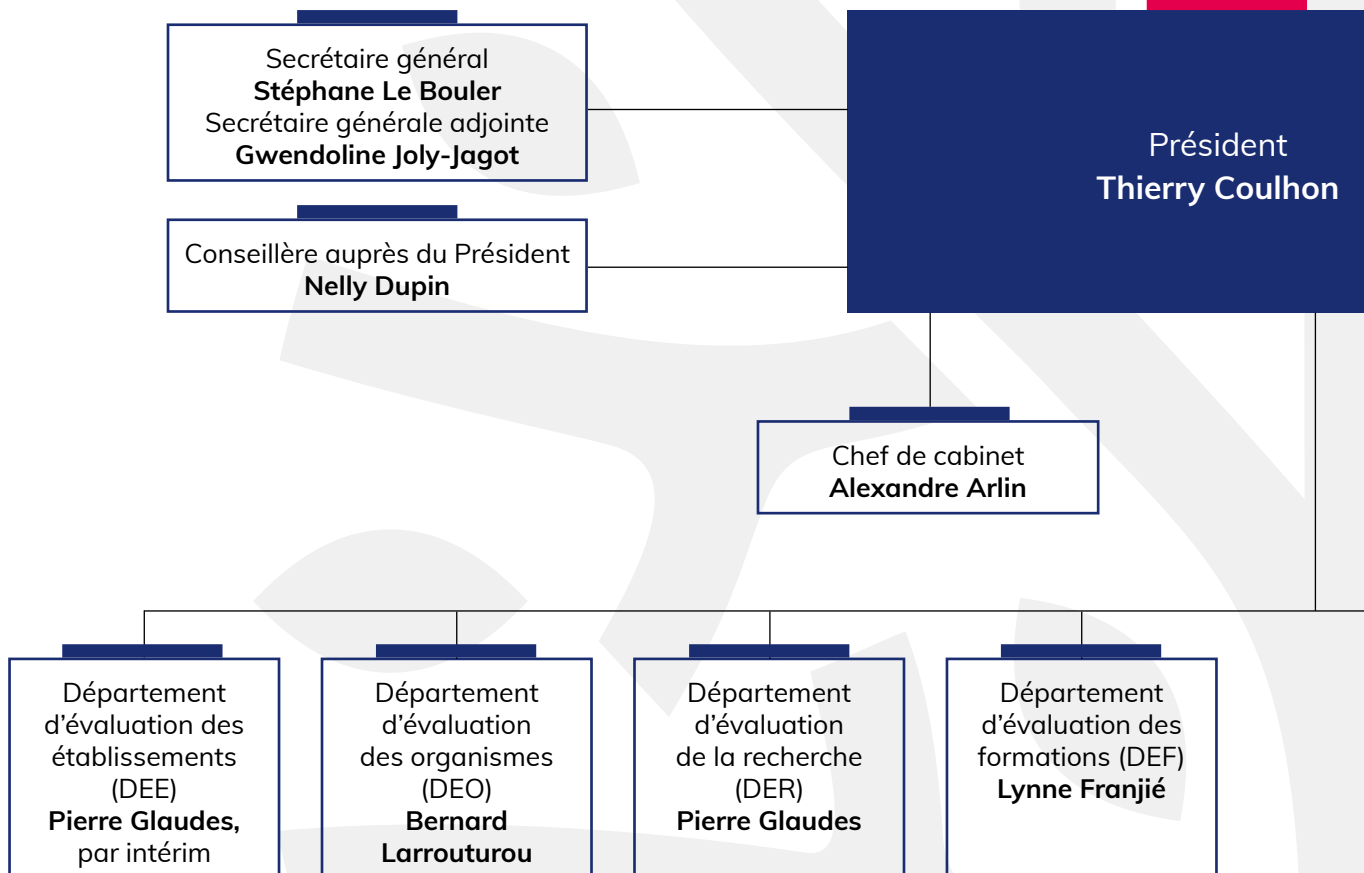 Secrétaire général
Stéphane Le Bouler
Secrétaire générale adjointe
Gwendoline Joly-Jagot
Président
Thierry Coulhon
Conseillère auprès du Président
Nelly Dupin
Chef de cabinet
Alexandre Arlin
Département
d’évaluation des
établissements
(DEE)
Pierre Glaudes,
par intérim
Département
d’évaluation
des organismes
(DEO)
Bernard
Larrouturou
Département
d’évaluation
de la recherche
(DER)
Pierre Glaudes
Département
d’évaluation des
formations (DEF)
Lynne Franjié